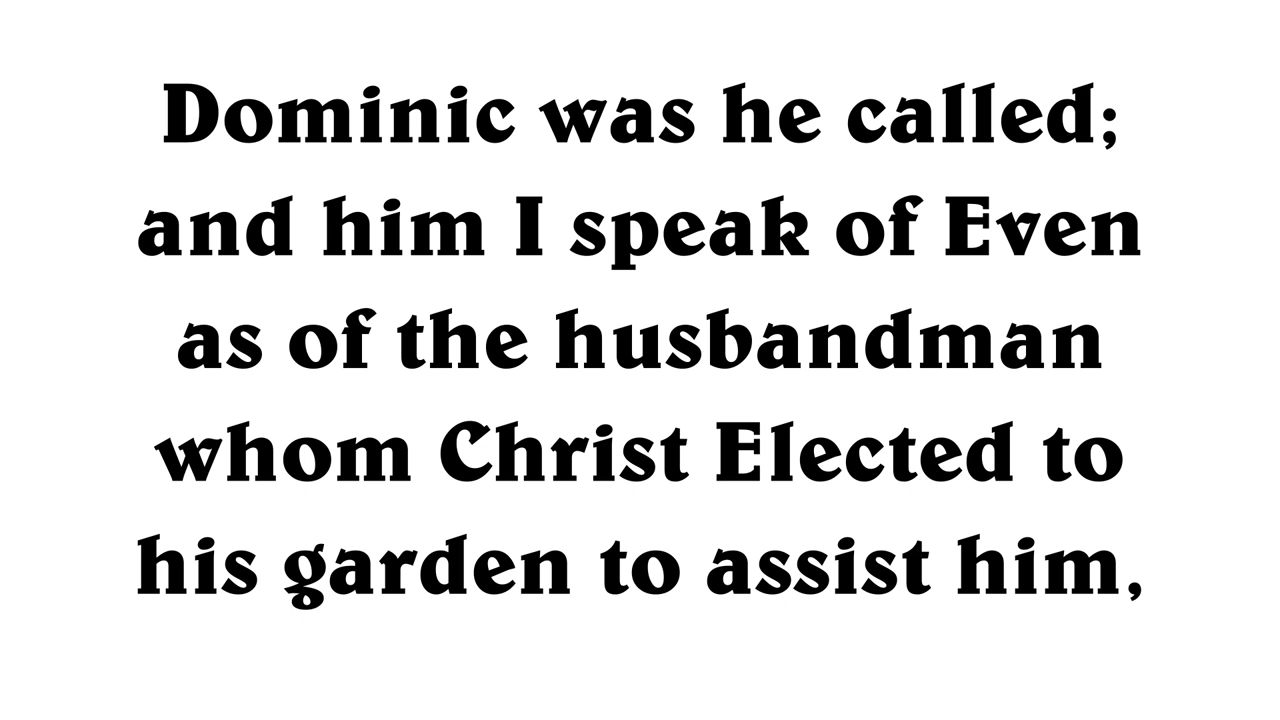 Dominic was he called;
and him I speak of Even
as of the husbandman
whom Christ Elected to
his garden to assist him,